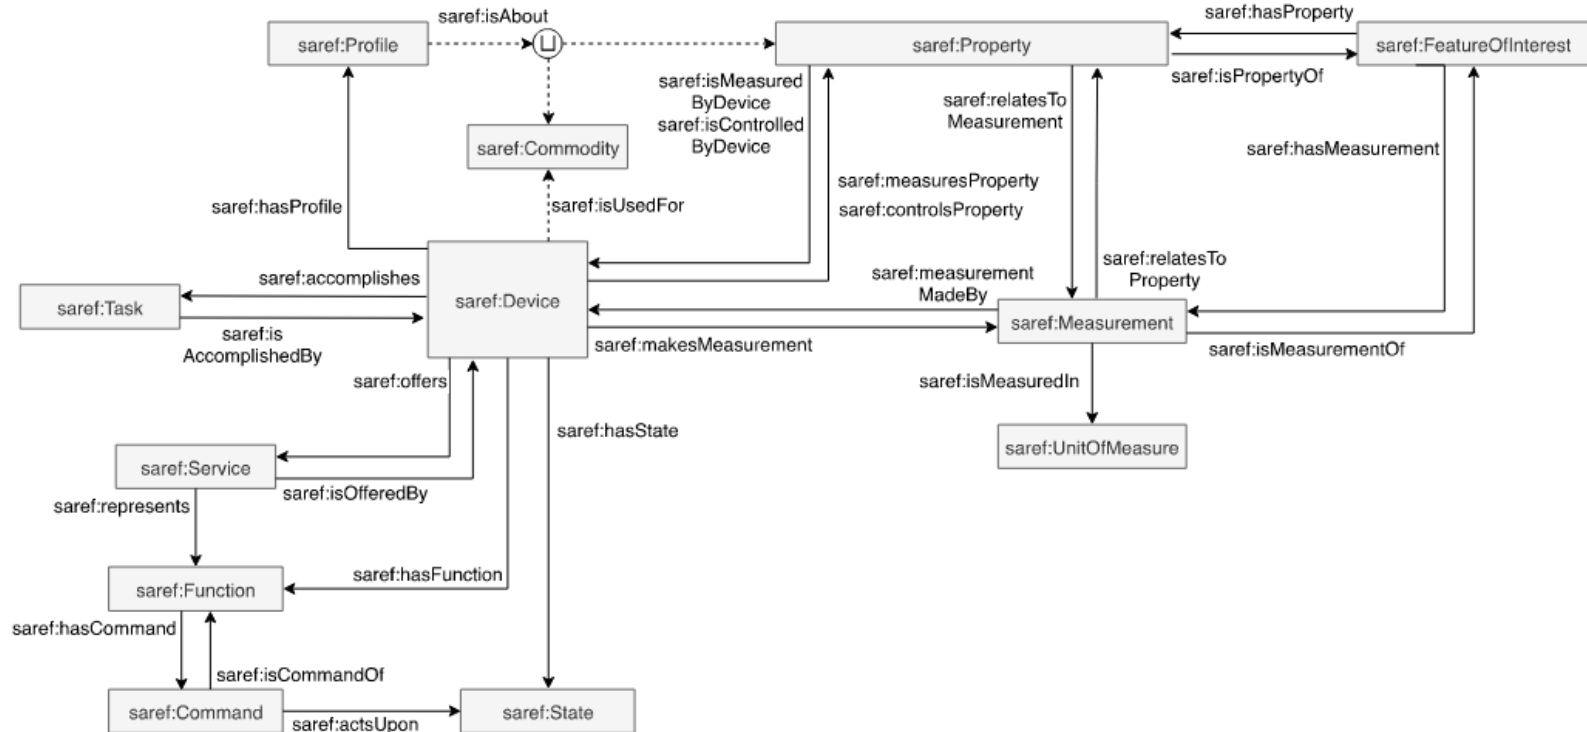 saref:isAbout
saref:hasProperty
saref:Profile
saref:Property
saref:FeatureOfInterest
saref:isMeasured
ByDevice
saref:isControlled
ByDevice
saref:relatesTo
Measurement
saref:isPropertyOf
saref:Commodity
saref:hasMeasurement
saref:measuresProperty
saref:controlsProperty
saref:hasProfile
saref:isUsedFor
saref:accomplishes
saref:measurement
MadeBy
saref:relatesTo
Property
saref:Task
saref:Device
saref:Measurement
saref:is
AccomplishedBy
saref:makesMeasurement
saref:isMeasurementOf
saref:offers
saref:isMeasuredIn
saref:hasState
saref:UnitOfMeasure
saref:Service
saref:isOfferedBy
saref:represents
saref:hasFunction
saref:Function
saref:hasCommand
saref:isCommandOf
saref:Command
saref:State
saref:actsUpon